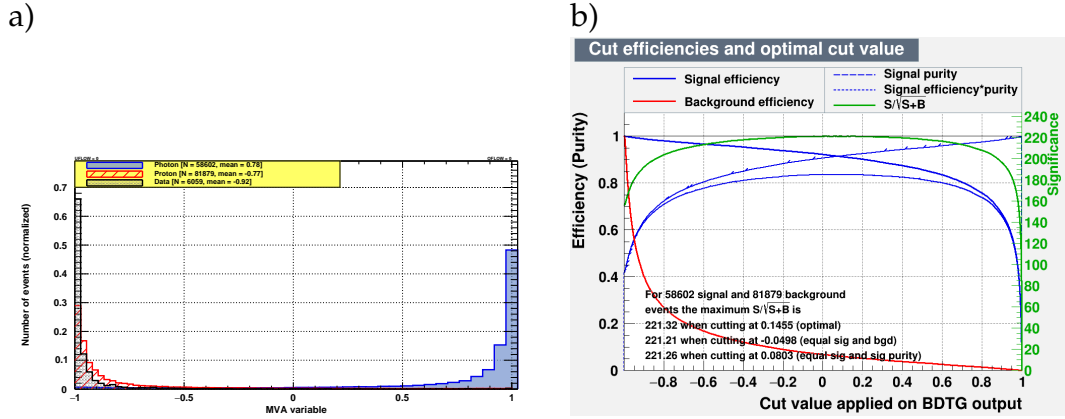 a)
b)
UFLOW = 0
OFLOW = 0
Photon [N = 58602, mean = 0.78]
Proton [N = 81879, mean = -0.77]
Data [N = 6059, mean = -0.92]
0.7
0.6
0.5
0.4
0.3
0.2
0.1
0
Number of events (normalized)
−1
−0.5
0
0.5
1
MVA variable
Cut efficiencies and optimal cut value
Signal efficiency
Background efficiency
Signal purity
Signal efficiency*purity
S/√S+B
Efficiency (Purity)
1
0.8
0.6
0.4
0.2
0
240
220
200
180
160
140
120
100
80
60
40
20
0
Significance
For 58602 signal and 81879 background
events the maximum S/√S+B is
221.32 when cutting at 0.1455 (optimal)
221.21 when cutting at -0.0498 (equal sig and bgd)
221.26 when cutting at 0.0803 (equal sig and sig purity)
−0.8
−0.6
−0.4
−0.2
0
0.2
0.4
0.6
0.8
1
Cut value applied on BDTG output